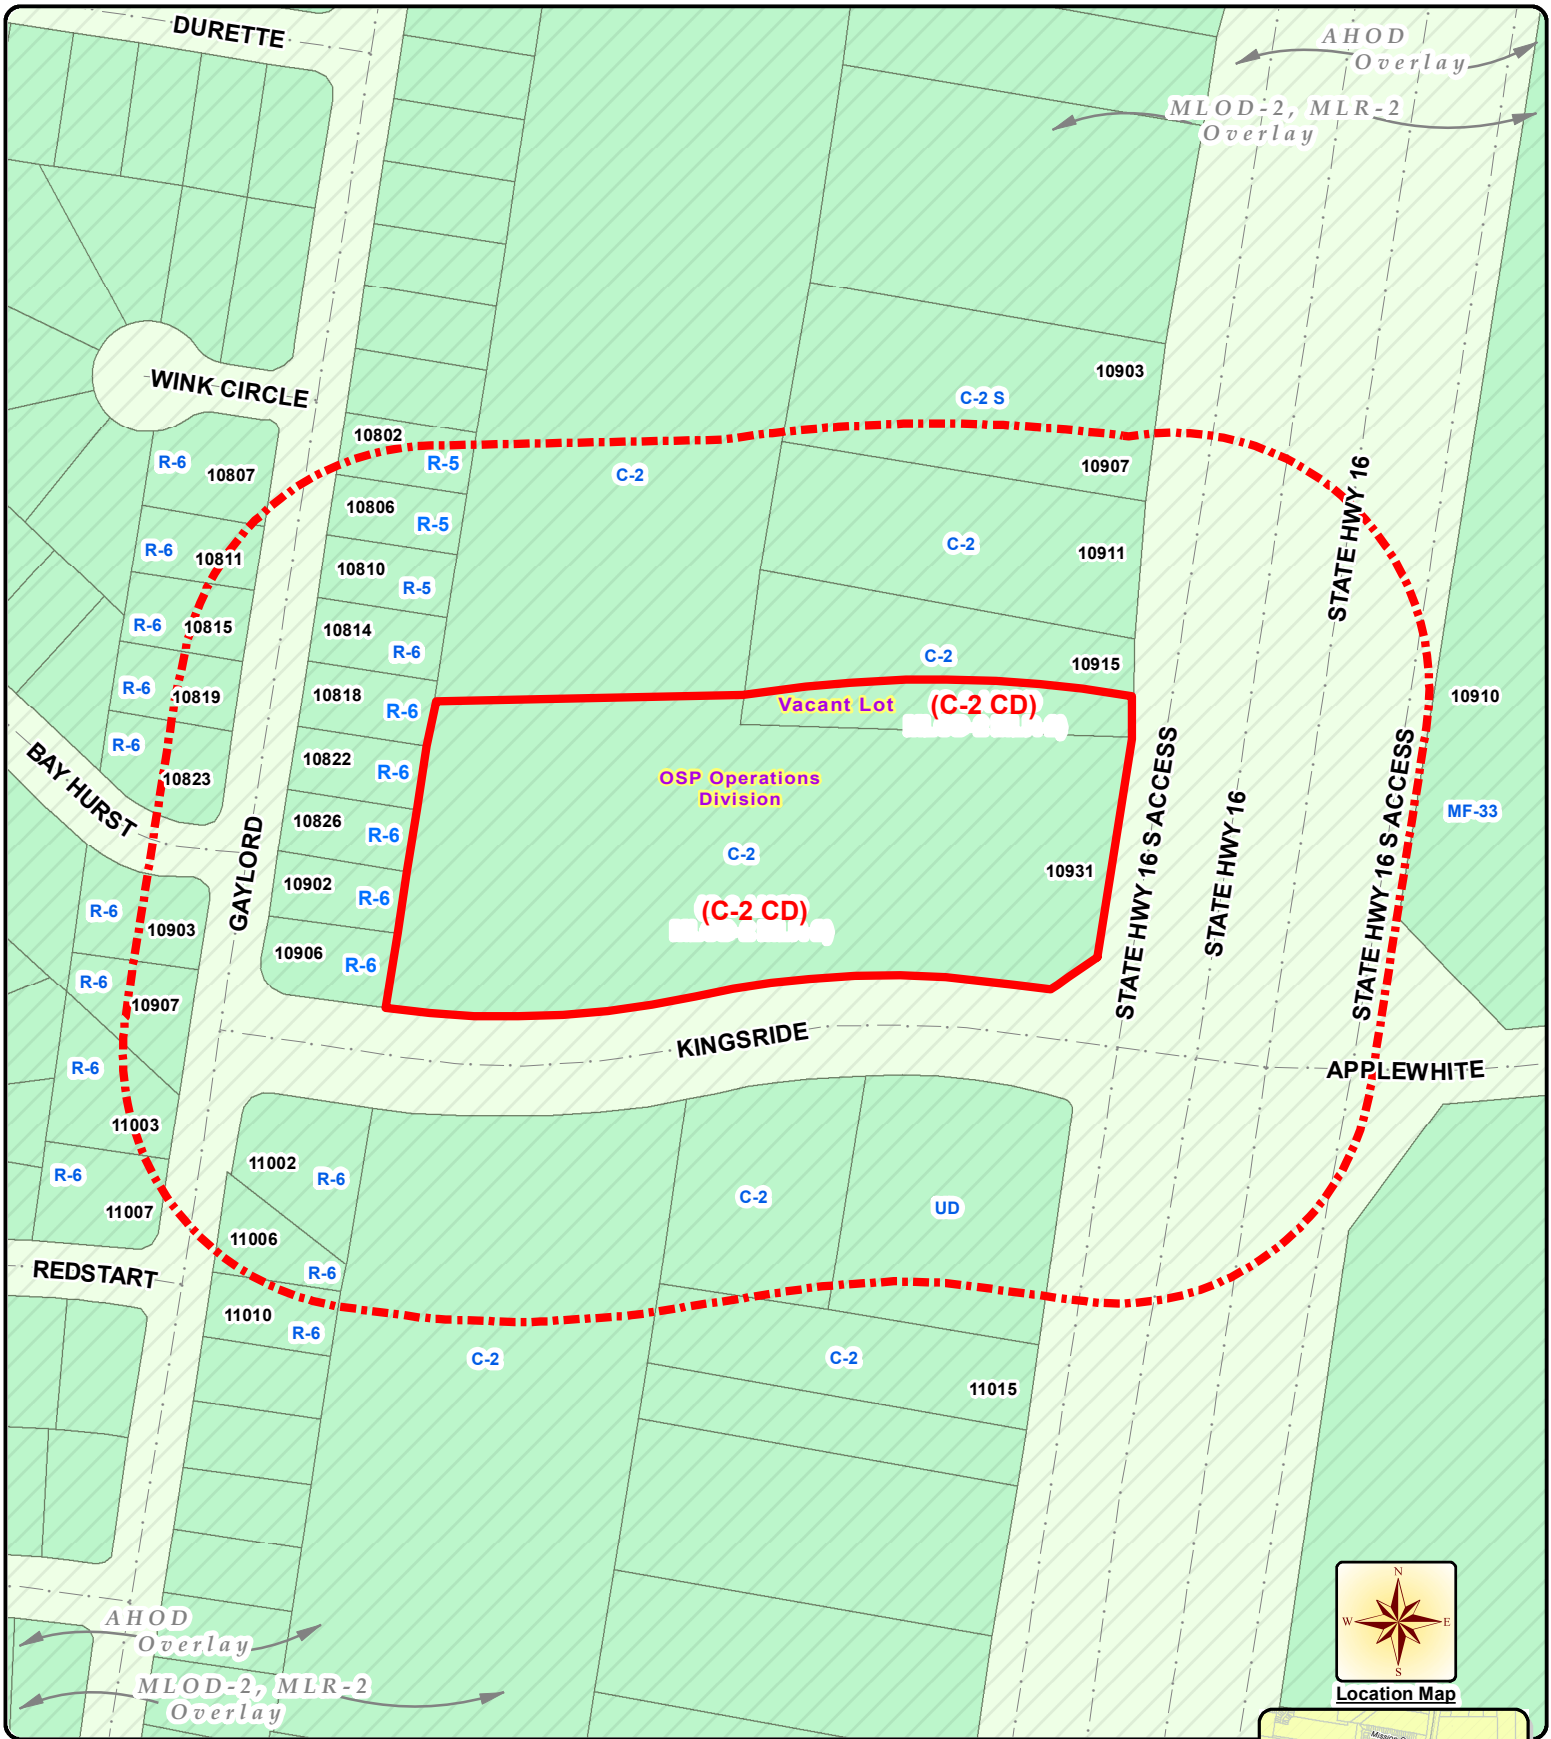 DURETTE
AHOD
Overlay
MLOD-2, MLR-2
Overlay
WINK CIRCLE
10903
C-2 S
10802
R-5
R-6
10807
C-2
10907
10806
R-5
STATE HWY 16
R-6
10811
C-2
10911
10810
R-5
R-6
10815
10814
R-6
C-2
10915
R-6
10819
10818
R-6
Vacant Lot
(C-2 CD)
10910
R-6
10823
10822
R-6
OSP Operations
Division
BAY HURST
10826
R-6
MF-33
GAYLORD
C-2
10931
STATE HWY 16 S ACCESS
STATE HWY 16
STATE HWY 16 S ACCESS
10902
R-6
R-6
10903
(C-2 CD)
10906
R-6
R-6
10907
KINGSRIDE
R-6
APPLEWHITE
11003
11002
R-6
R-6
C-2
UD
11007
11006
REDSTART
R-6
11010
R-6
C-2
C-2
11015
AHOD
Overlay
MLOD-2, MLR-2
Overlay
N
W
E
S
Location Map